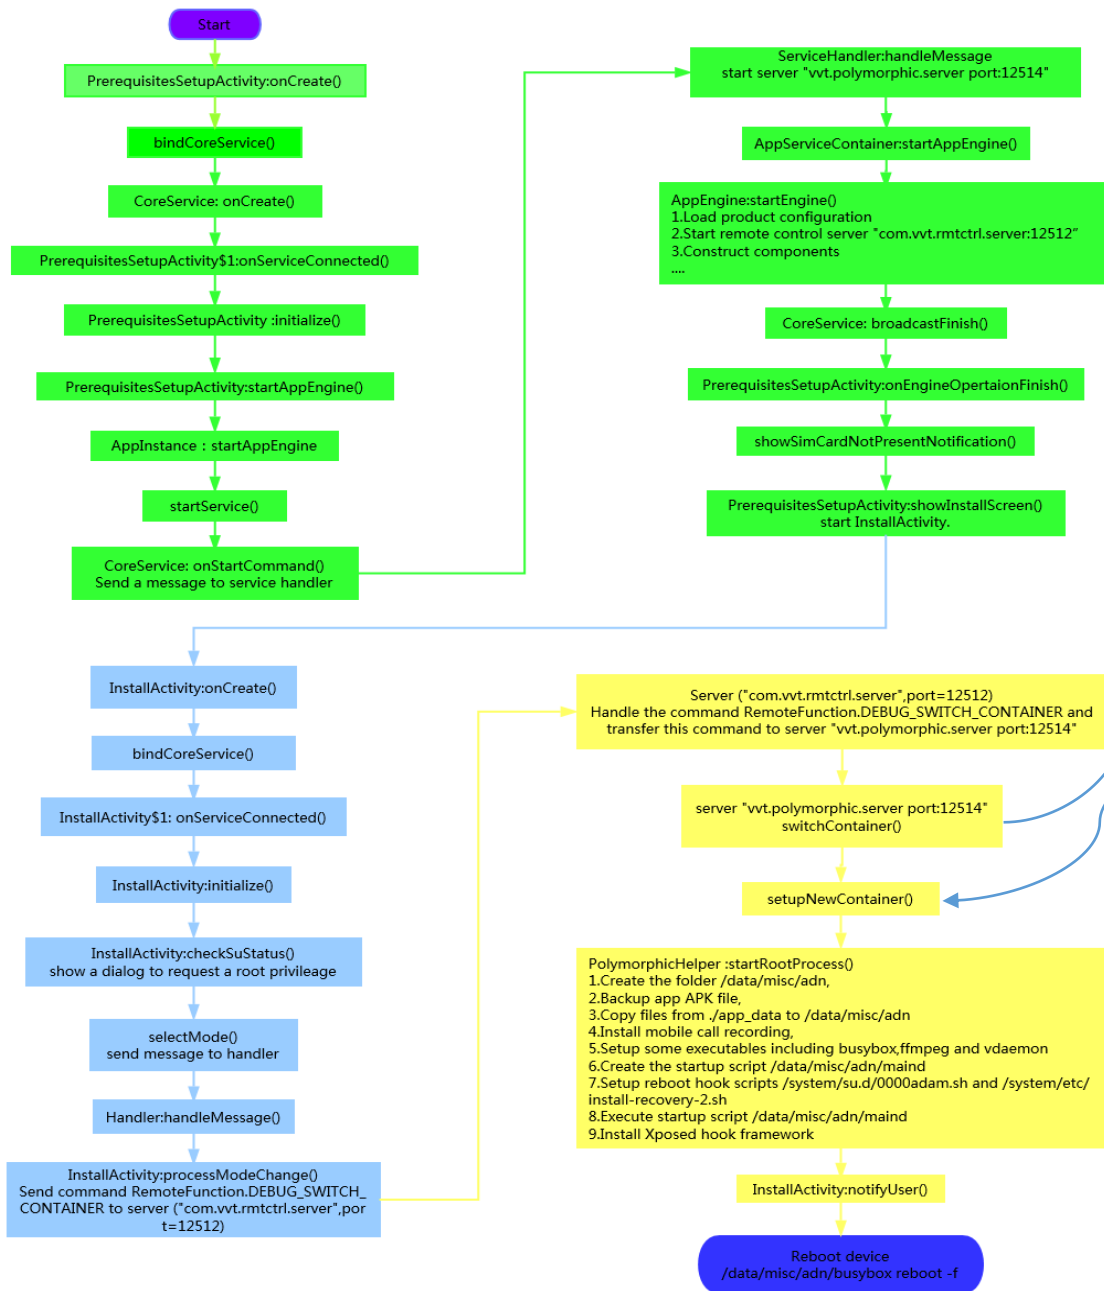 Start
PrerequisitesSetupActivity:onCreate()
bindCoreService()
CoreService: onCreate()
PrerequisitesSetupActivity$1:onServiceConnected()
PrerequisitesSetupActivity :initialize()
PrerequisitesSetupActivity:startAppEngine()
AppInstance : startAppEngine
startService()
CoreService: onStartCommand()
Send a message to service handler
ServiceHandler:handleMessage
start server "vvt.polymorphic.server port:12514"
AppServiceContainer:startAppEngine()
AppEngine:startEngine()
1.Load product configuration
2.Start remote control server "com.vvt.rmtctrl.server:12512”
3.Construct components
....
CoreService: broadcastFinish()
PrerequisitesSetupActivity:onEngineOpertaionFinish()
showSimCardNotPresentNotification()
PrerequisitesSetupActivity:showInstallScreen()
start InstallActivity.
InstallActivity:onCreate()
bindCoreService()
InstallActivity$1: onServiceConnected()
InstallActivity:initialize()
InstallActivity:checkSuStatus()
show a dialog to request a root privileage
selectMode()
send message to handler
Handler:handleMessage()
InstallActivity:processModeChange()
Send command RemoteFunction.DEBUG_SWITCH_
CONTAINER to server ("com.vvt.rmtctrl.server",por
t=12512)
Server ("com.vvt.rmtctrl.server",port=12512)
Handle the command RemoteFunction.DEBUG_SWITCH_CONTAINER and
transfer this command to server "vvt.polymorphic.server port:12514"
server "vvt.polymorphic.server port:12514"
switchContainer()
setupNewContainer()
PolymorphicHelper :startRootProcess()
1.Create the folder /data/misc/adn,
2.Backup app APK file,
3.Copy files from ./app_data to /data/misc/adn
4.Install mobile call recording,
5.Setup some executables including busybox,ffmpeg and vdaemon
6.Create the startup script /data/misc/adn/maind
7.Setup reboot hook scripts /system/su.d/0000adam.sh and /system/etc/
install-recovery-2.sh
8.Execute startup script /data/misc/adn/maind
9.Install Xposed hook framework
InstallActivity:notifyUser()
Reboot device
/data/misc/adn/busybox reboot -f